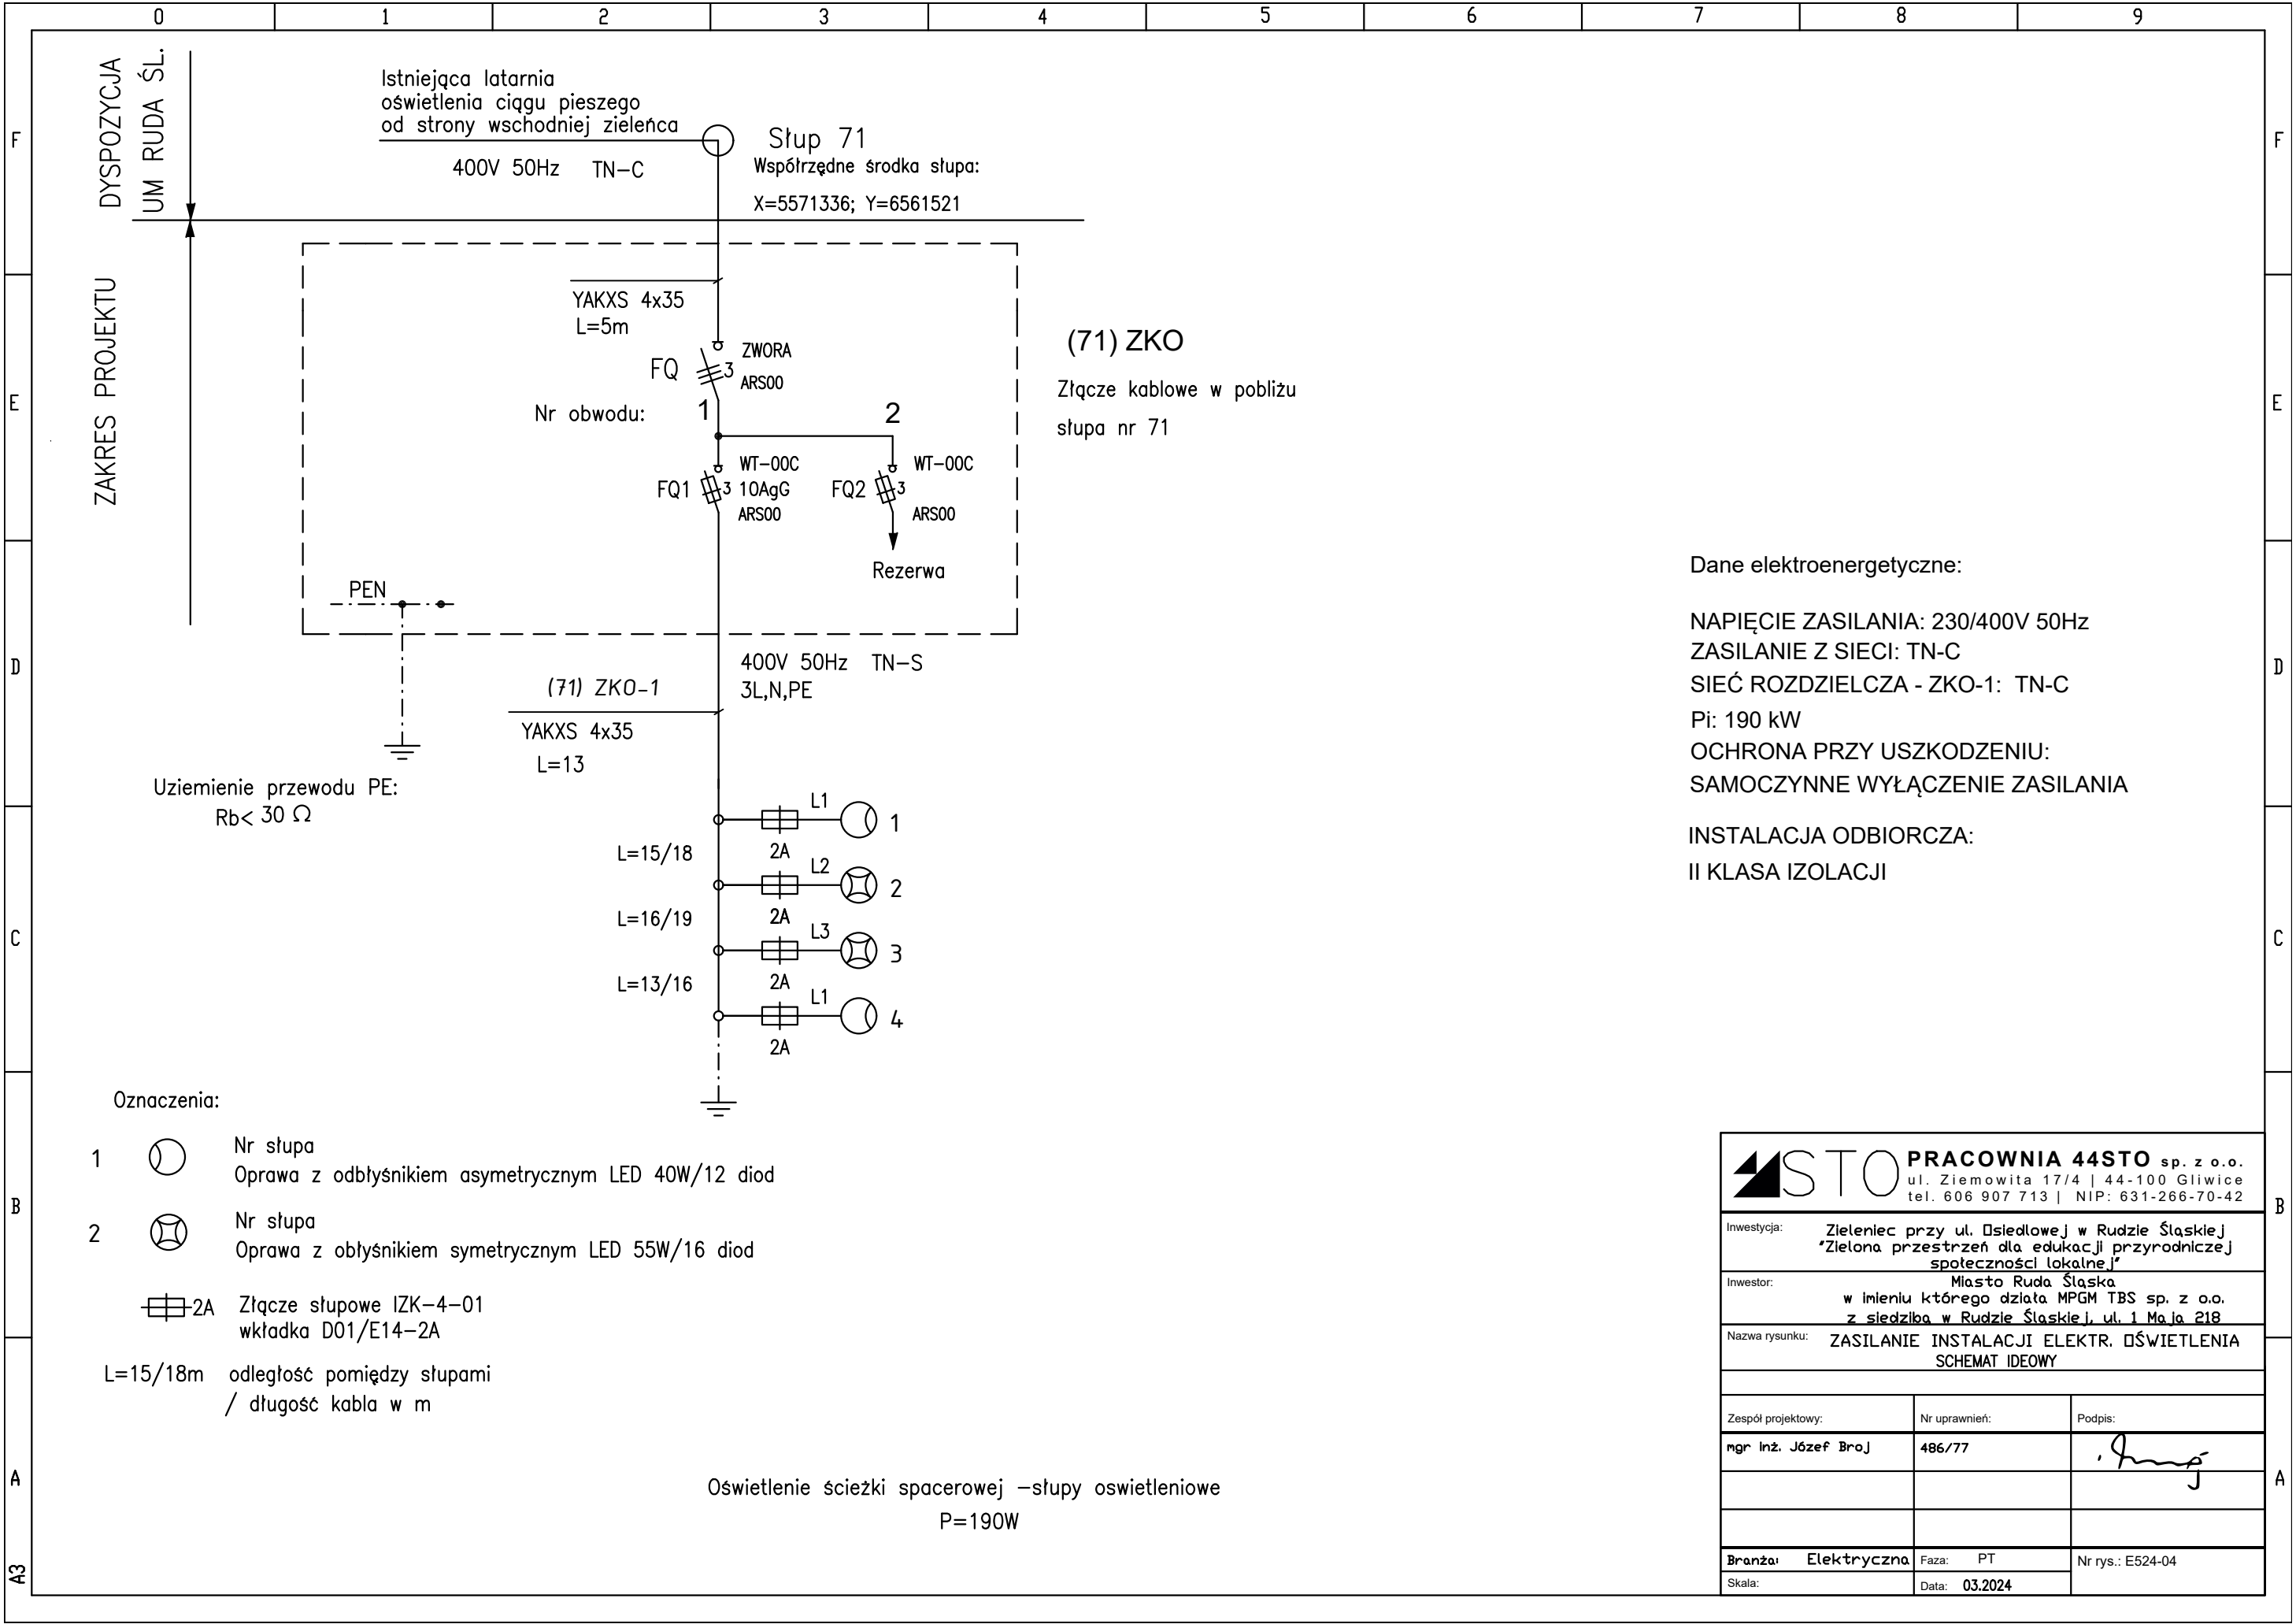 0 1 2 3 4 5 6 7 8 9
F
E
D
C
B
A
A3
F
E
D
C
B
A
DYSPOZYCJA
UM RUDA ŚL.
ZAKRES PROJEKTU
Istniejąca latarnia
oświetlenia ciągu pieszego
od strony wschodniej zieleńca
400V 50Hz TN-C
Słup 71
Współrzędne środka słupa:
X=5571336; Y=6561521
YAKXS 4x35
L=5m
FQ
3
ZWORA
ARS00
Nr obwodu:
1
2
FQ1
3
WT-00C
10AgG
ARS00
FQ2
3
WT-00C
ARS00
Rezerwa
PEN
(71) ZKO
Złącze kablowe w pobliżu
słupa nr 71
400V 50Hz TN-S
3L,N,PE
(71) ZKO-1
YAKXS 4x35
L=13
Uziemienie przewodu PE:
Rb< 30 Ω
L1
1
2A
L=15/18
L2
2
2A
L=16/19
L3
3
2A
L=13/16
L1
4
2A
Dane elektroenergetyczne:
NAPIĘCIE ZASILANIA: 230/400V 50Hz
ZASILANIE Z SIECI: TN-C
SIEĆ ROZDZIELCZA - ZKO-1: TN-C
Pi: 190 kW
OCHRONA PRZY USZKODZENIU:
SAMOCZYNNE WYŁĄCZENIE ZASILANIA
INSTALACJA ODBIORCZA:
II KLASA IZOLACJI
Oznaczenia:
1
Nr słupa
Oprawa z odbłyśnikiem asymetrycznym LED 40W/12 diod
2
Nr słupa
Oprawa z obłyśnikiem symetrycznym LED 55W/16 diod
2A
Złącze słupowe IZK-4-01
wkładka D01/E14-2A
L=15/18m odległość pomiędzy słupami
/ długość kabla w m
Oświetlenie ścieżki spacerowej -słupy oswietleniowe
P=190W
STO
PRACOWNIA 44STO sp. z o.o.
ul. Ziemowita 17/4 | 44-100 Gliwice
tel. 606 907 713 | NIP: 631-266-70-42
Inwestycja:
Zieleniec przy ul. Osiedlowej w Rudzie Śląskiej
"Zielona przestrzeń dla edukacji przyrodniczej
społeczności lokalnej"
Inwestor:
Miasto Ruda Śląska
w imieniu którego działa MPGM TBS sp. z o.o.
z siedzibą w Rudzie Śląskiej, ul. 1 Maja 218
Nazwa rysunku:
ZASILANIE INSTALACJI ELEKTR. OŚWIETLENIA
SCHEMAT IDEOWY
Zespół projektowy: Nr uprawnień: Podpis:
mgr inż. Józef Broj 486/77
Branża: Elektryczna Faza: PT Nr rys.: E524-04
Skala: Data: 03.2024